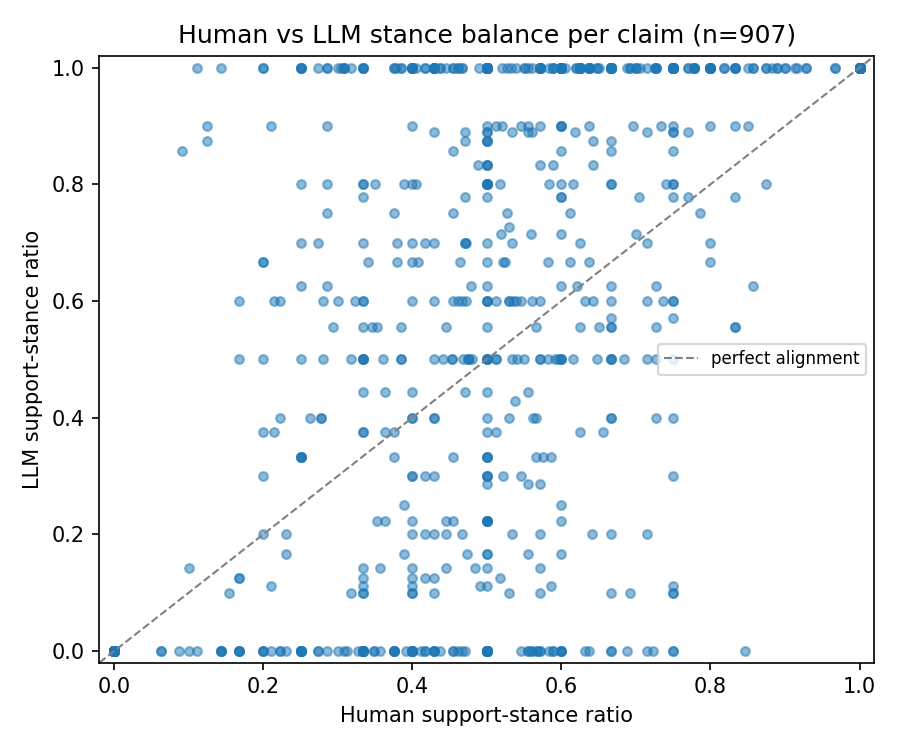 Human vs LLM stance balance per claim (n=907)
1.0
0.8
0.6
0.4
0.2
0.0
LLM support-stance ratio
perfect alignment
0.0 0.2 0.4 0.6 0.8 1.0
Human support-stance ratio